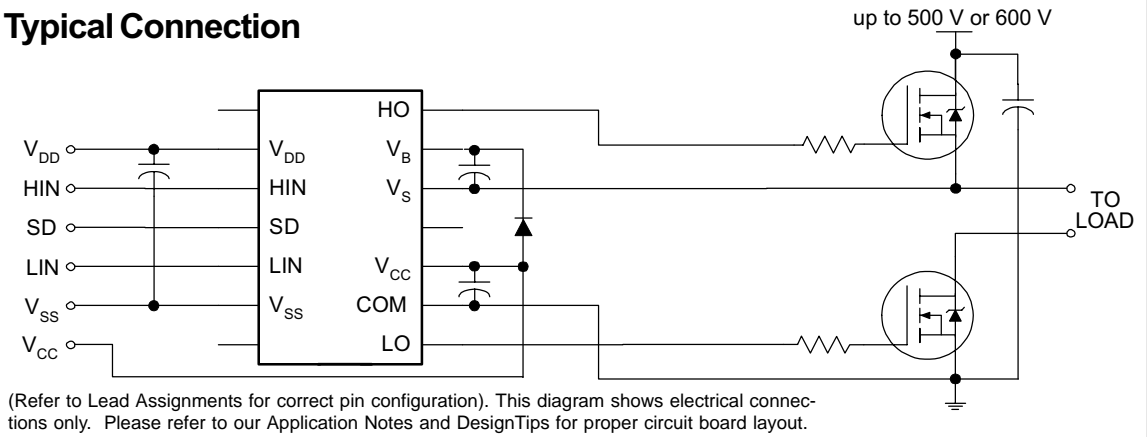 Typical Connection
up to 500 V or 600 V
HO
VDD
VDD
VB
HIN
HIN
VS
TO
LOAD
SD
SD
LIN
LIN
VCC
VSS
VSS
COM
VCC
LO
(Refer to Lead Assignments for correct pin configuration). This diagram shows electrical connec-
tions only. Please refer to our Application Notes and DesignTips for proper circuit board layout.